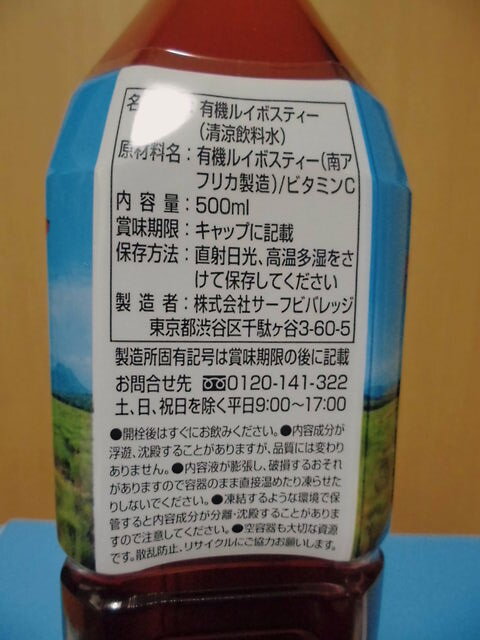 名 : 有機ルイボスティー
(清涼飲料水)
原材料名 : 有機ルイボスティー(南ア
フリカ製造)/ビタミンC
内容量 : 500ml
賞味期限 : キャップに記載
保存方法 : 直射日光、高温多湿をさ
けて保存してください
製造者 : 株式会社サーフビバレッジ
東京都渋谷区千駄ヶ谷3-60-5
製造所固有記号は賞味期限の後に記載
お問合せ先 0120-141-322
土、日、祝日を除く平日9:00〜17:00
●開栓後はすぐにお飲みください。●内容成分が
浮遊、沈殿することがありますが、品質には変わり
ありません。●内容液が膨張し、破損するおそれ
がありますので容器のまま直接温めたり凍らせた
りしないでください。●凍結するような環境で保
管すると内容成分が分離・沈殿することがありま
すので注意してください。●空容器も大切な資源
です。散乱防止、リサイクルにご協力お願いします。